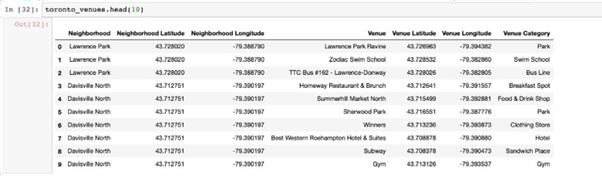 In [32]: toronto_venues.head(10)
Out[32]:
Neighborhood Neighborhood Latitude Neighborhood Longitude Venue Venue Latitude Venue Longitude Venue Category
0 Lawrence Park 43.728020 -79.388790 Lawrence Park Ravine 43.726963 -79.394382 Park
1 Lawrence Park 43.728020 -79.388790 Zodiac Swim School 43.728532 -79.382860 Swim School
2 Lawrence Park 43.728020 -79.388790 TTC Bus #162 - Lawrence-Donway 43.728026 -79.382805 Bus Line
3 Davisville North 43.712751 -79.390197 Homeway Restaurant & Brunch 43.712641 -79.391557 Breakfast Spot
4 Davisville North 43.712751 -79.390197 Summerhill Market North 43.715499 -79.392881 Food & Drink Shop
5 Davisville North 43.712751 -79.390197 Sherwood Park 43.716551 -79.387776 Park
6 Davisville North 43.712751 -79.390197 Winners 43.713236 -79.393873 Clothing Store
7 Davisville North 43.712751 -79.390197 Best Western Roehampton Hotel & Suites 43.708878 -79.390880 Hotel
8 Davisville North 43.712751 -79.390197 Subway 43.708378 -79.390473 Sandwich Place
9 Davisville North 43.712751 -79.390197 Gym 43.713126 -79.393537 Gym